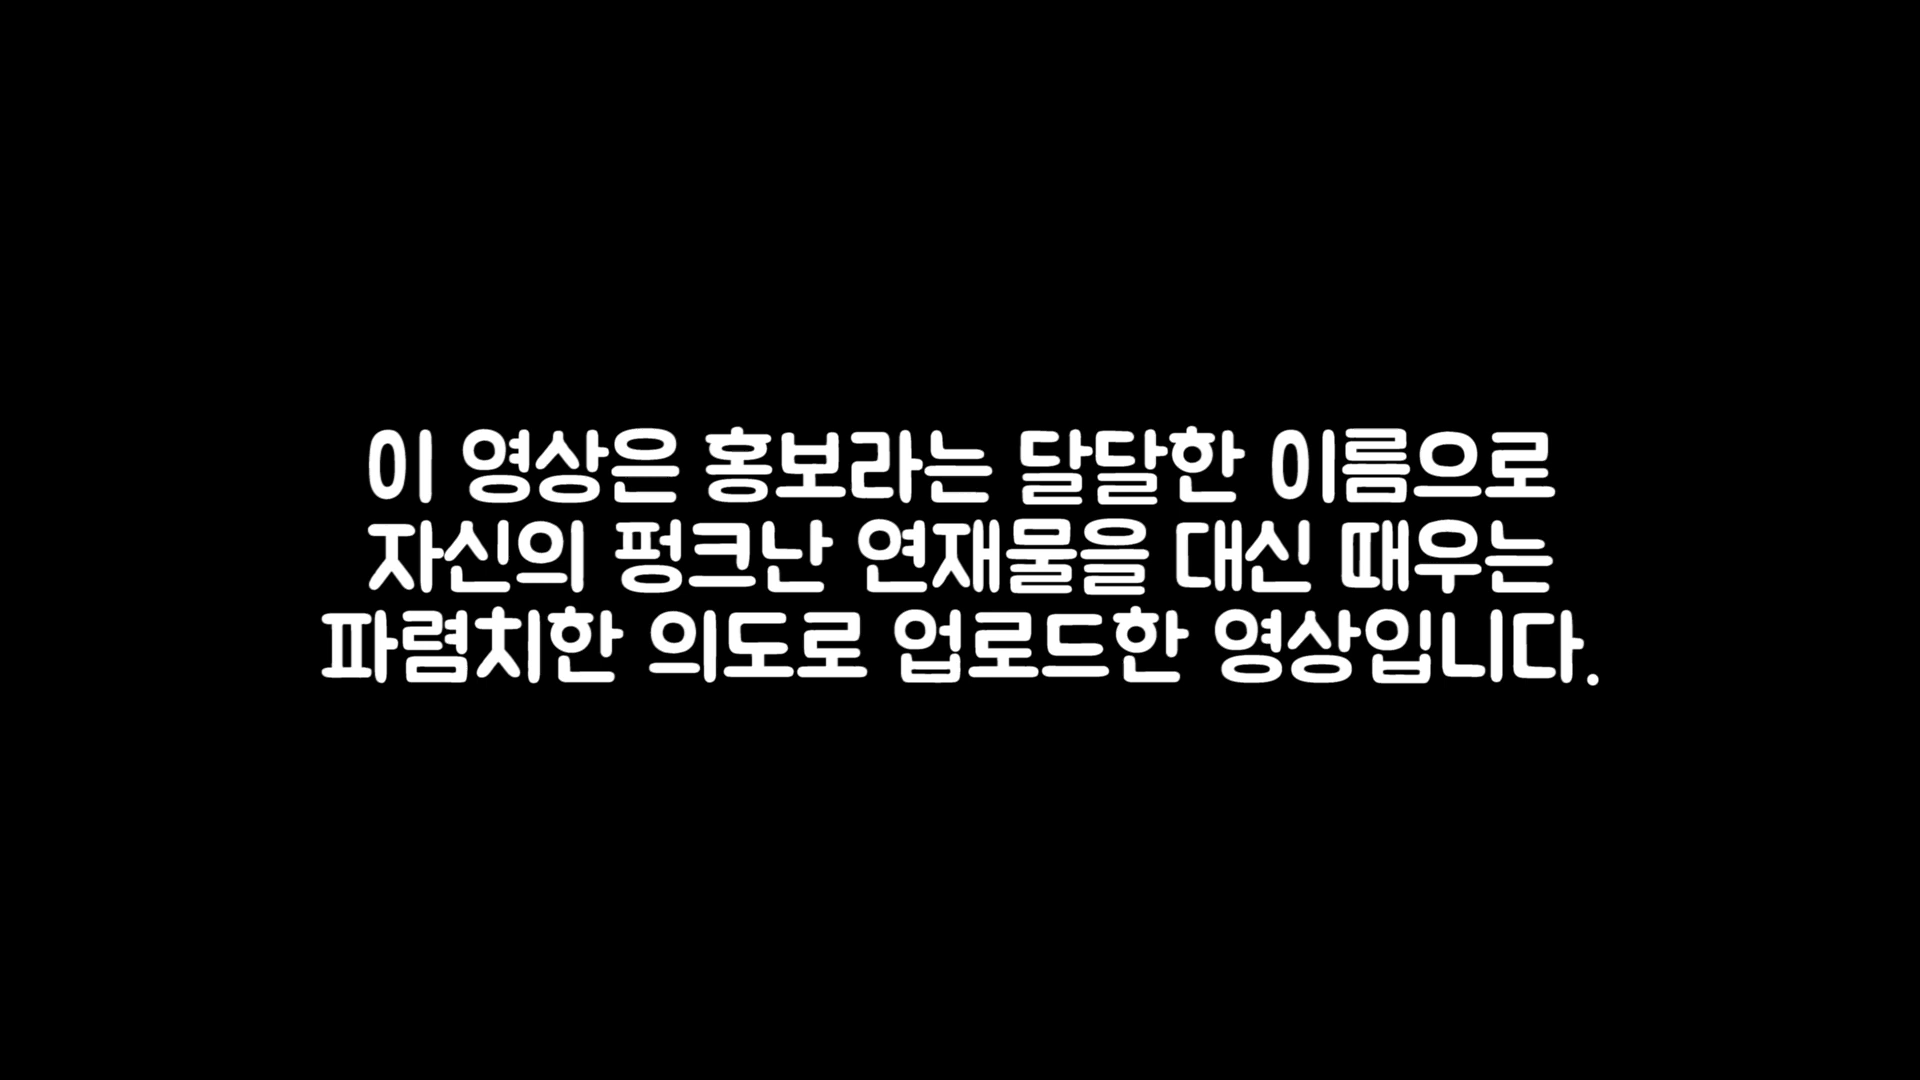 이 영상은 홍보라는 달달한 이름으로
자신의 펑크난 연재물을 대신 때우는
파렴치한 의도로 업로드한 영상입니다.